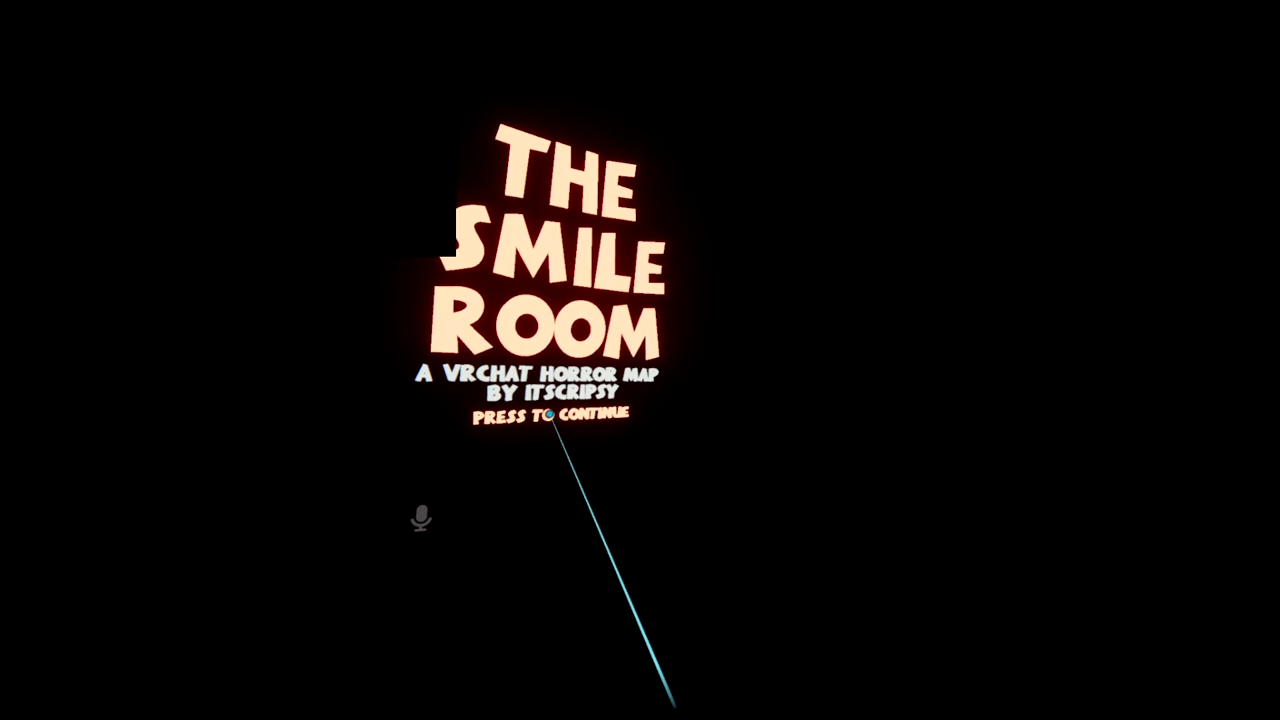 THE
SMILE
ROOM
A VRCHAT HORROR MAP
BY ITSCRIPSY
PRESS TO CONTINUE